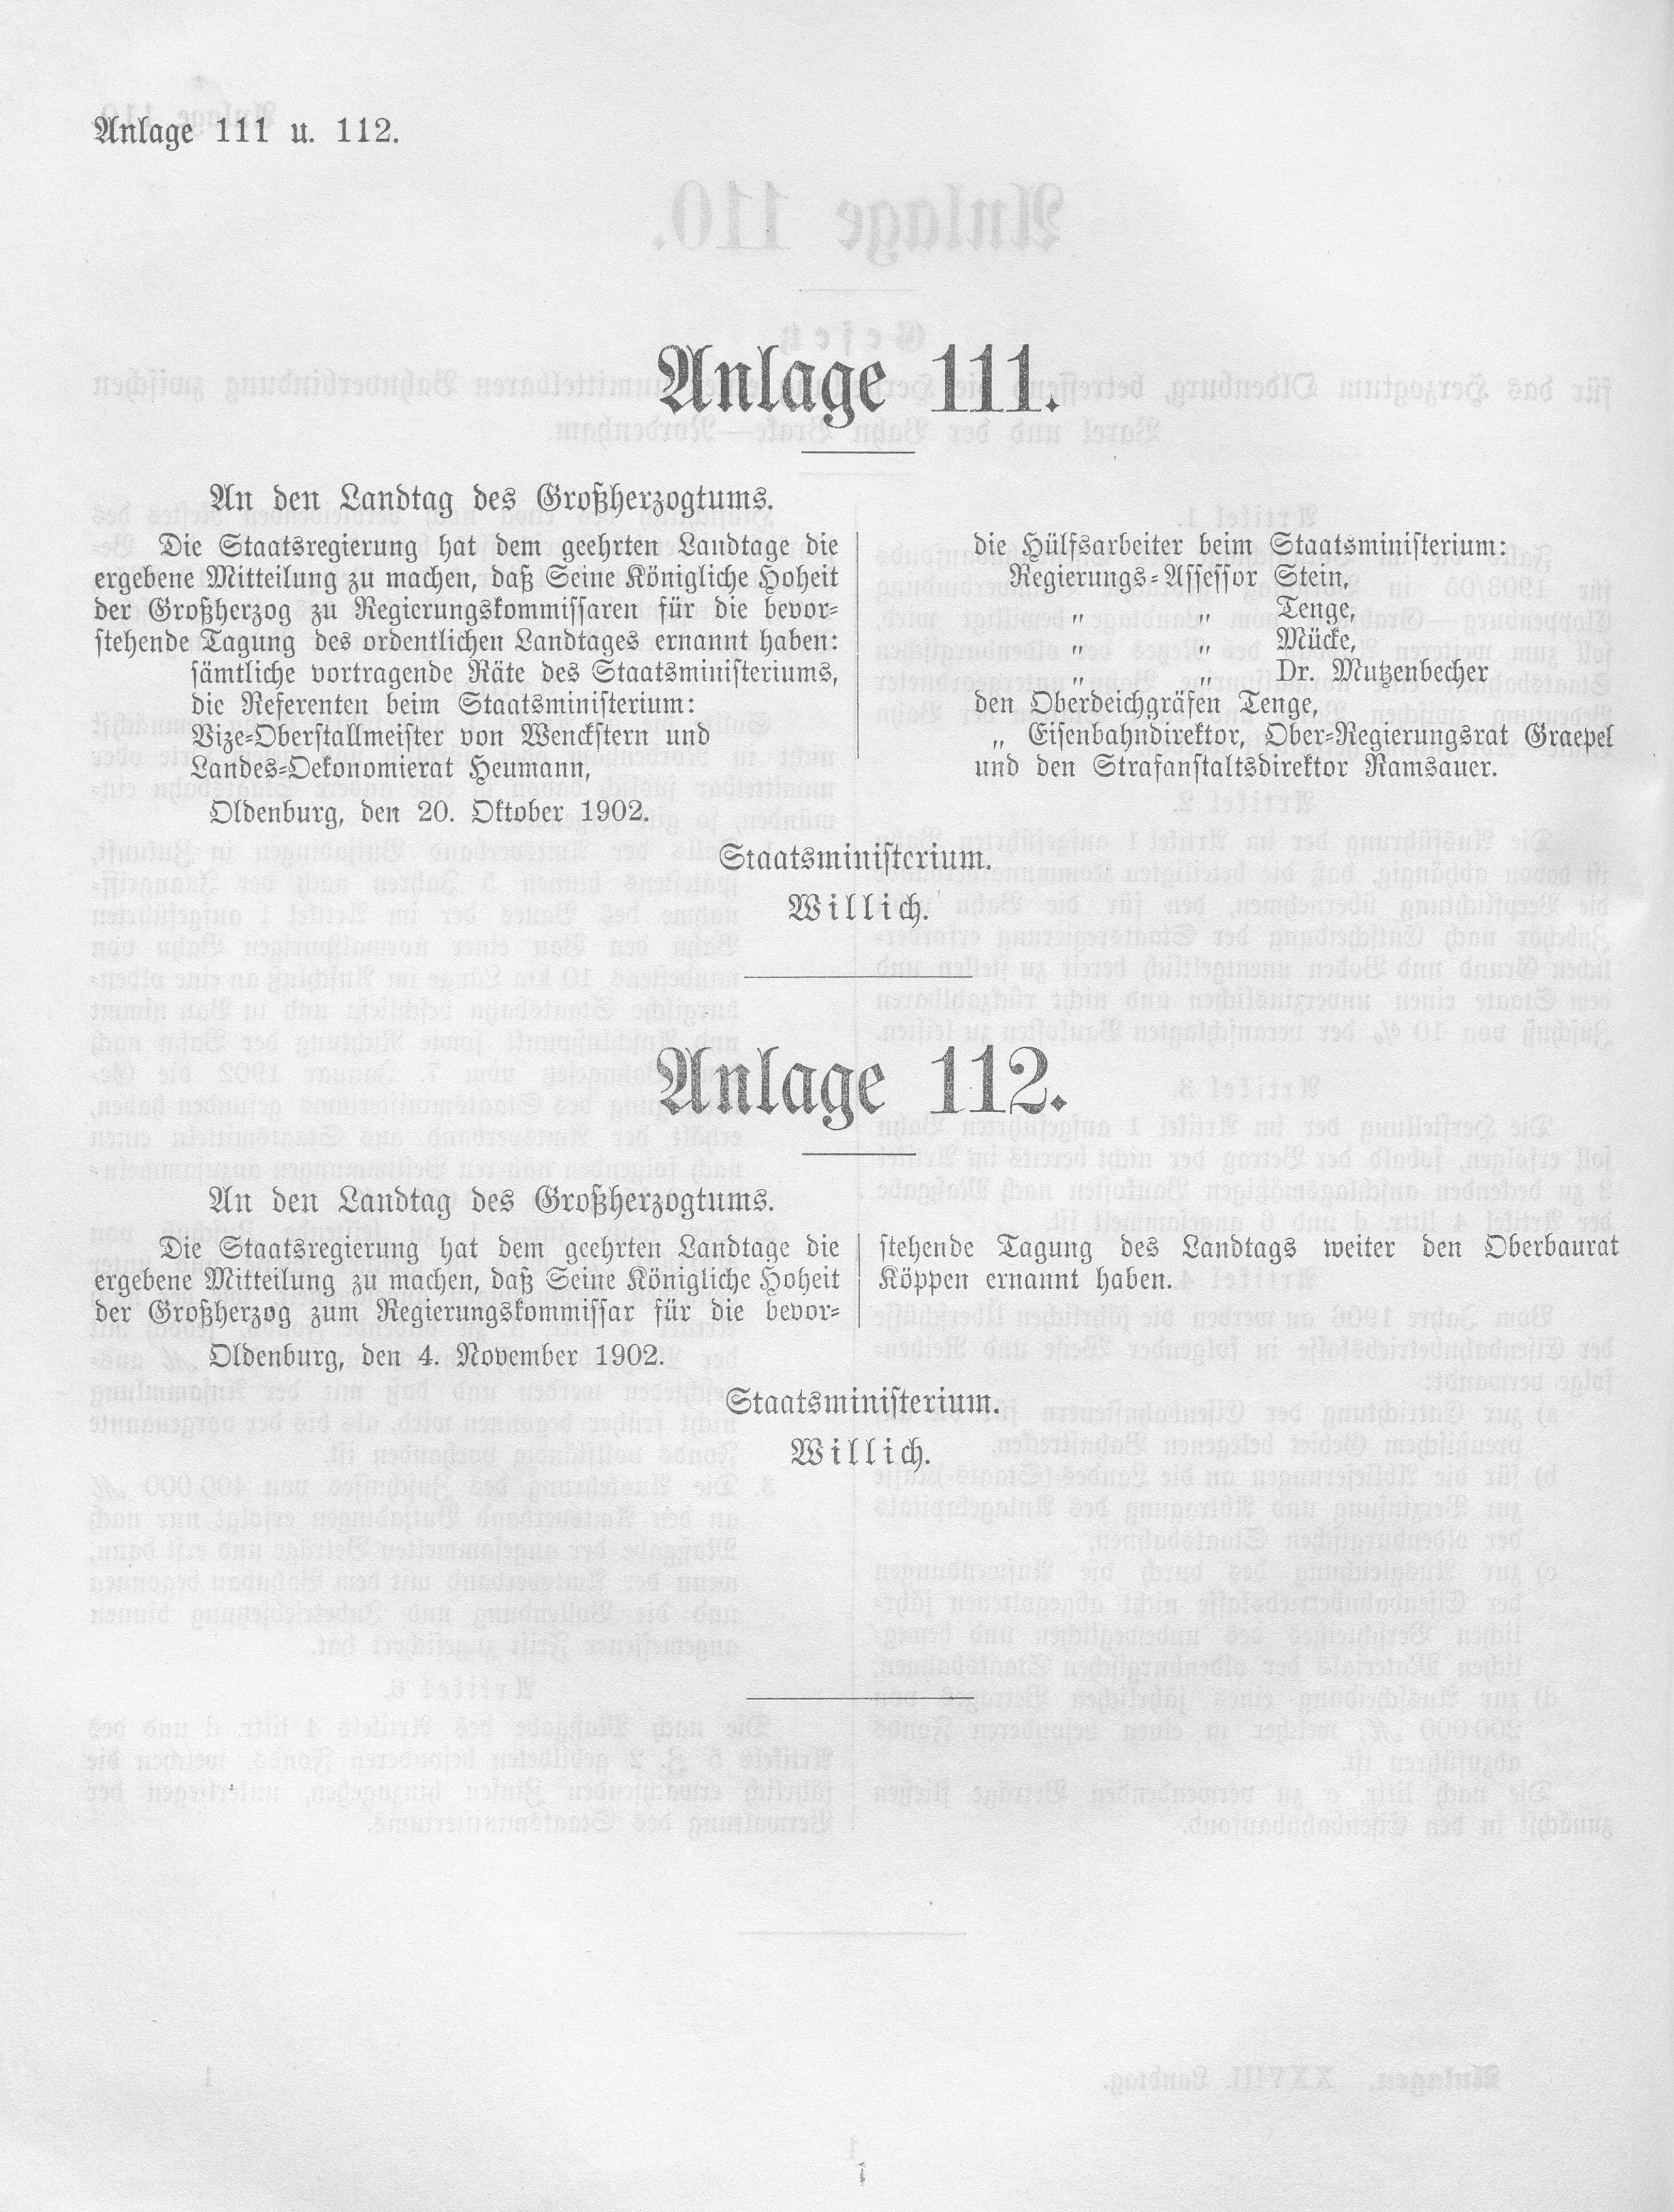 Anlage 111 u. 112.
Anlage 111.
An den Landtag des Großherzogtums.
Die Staatsregierung hat dem geehrten Landtage die
ergebene Mitteilung zu machen, daß Seine Königliche Hoheit
der Großherzog zu Regierungskommissaren für die bevor-
stehende Tagung des ordentlichen Landtages ernannt haben:
sämtliche vortragende Räte des Staatsministeriums,
die Referenten beim Staatsministerium:
Vize-Oberstallmeister von Wenckstern und
Landes-Oekonomierat Heumann,
die Hülfsarbeiter beim Staatsministerium:
Regierungs-Assessor Stein,
„ „ Tenge,
„ „ Mücke,
„ „ Dr. Mutzenbecher
den Oberdeichgräfen Tenge,
„ Eisenbahndirektor, Ober-Regierungsrat Graepel
und den Strafanstaltsdirektor Ramsauer.
Oldenburg, den 20. Oktober 1902.
Staatsministerium.
Willich.
Anlage 112.
An den Landtag des Großherzogtums.
Die Staatsregierung hat dem geehrten Landtage die
ergebene Mitteilung zu machen, daß Seine Königliche Hoheit
der Großherzog zum Regierungskommissar für die bevor-
stehende Tagung des Landtags weiter den Oberbaurat
Köppen ernannt haben.
Oldenburg, den 4. November 1902.
Staatsministerium.
Willich.